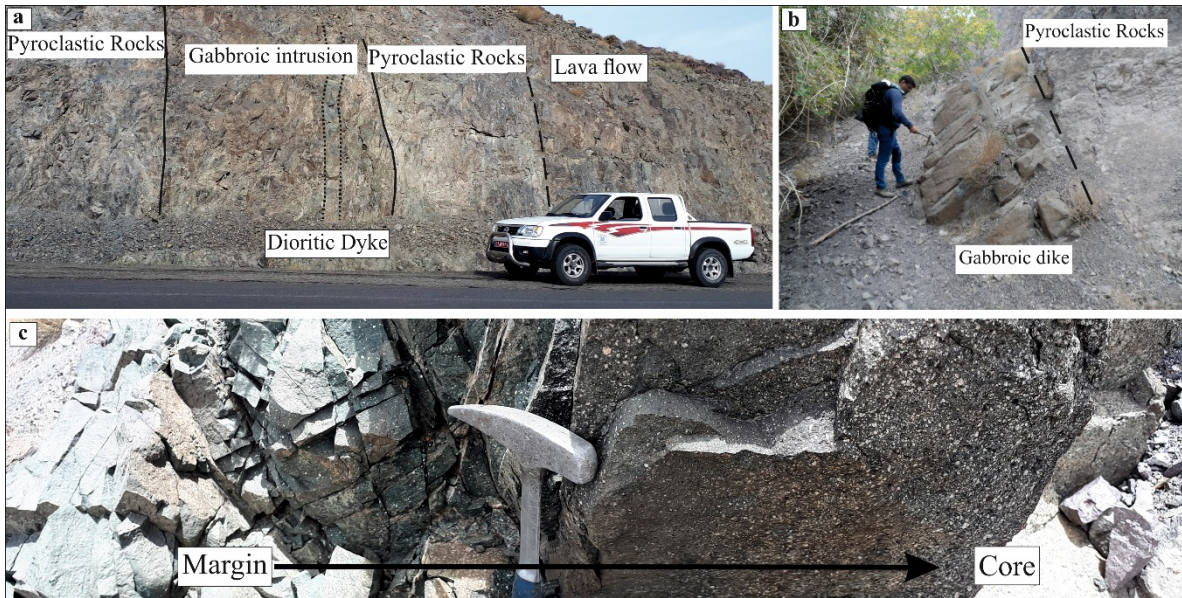 a
Pyroclastic Rocks
Gabbroic intrusion
Pyroclastic Rocks
Lava flow
Dioritic Dyke
b
Pyroclastic Rocks
Gabbroic dike
c
Margin
Core